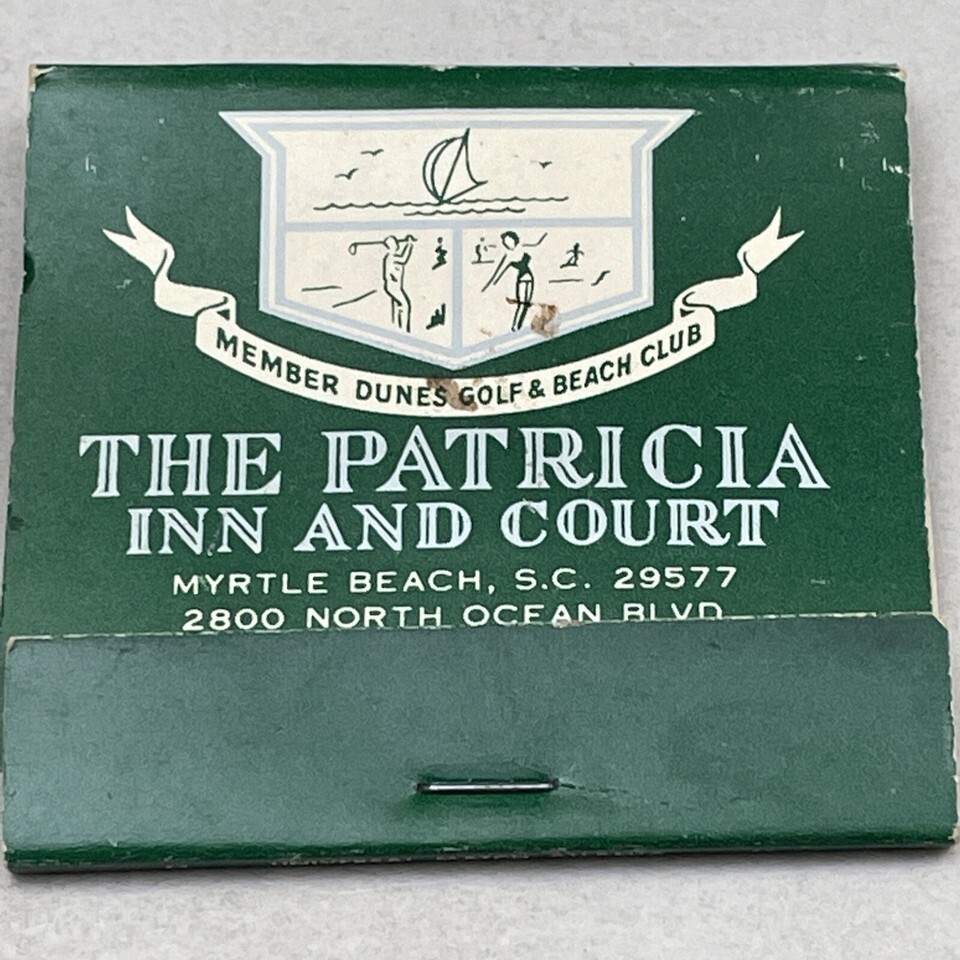 MEMBER DUNES GOLF & BEACH CLUB
THE PATRICIA
INN AND COURT
MYRTLE BEACH, S.C. 29577
2800 NORTH OCEAN BLVD